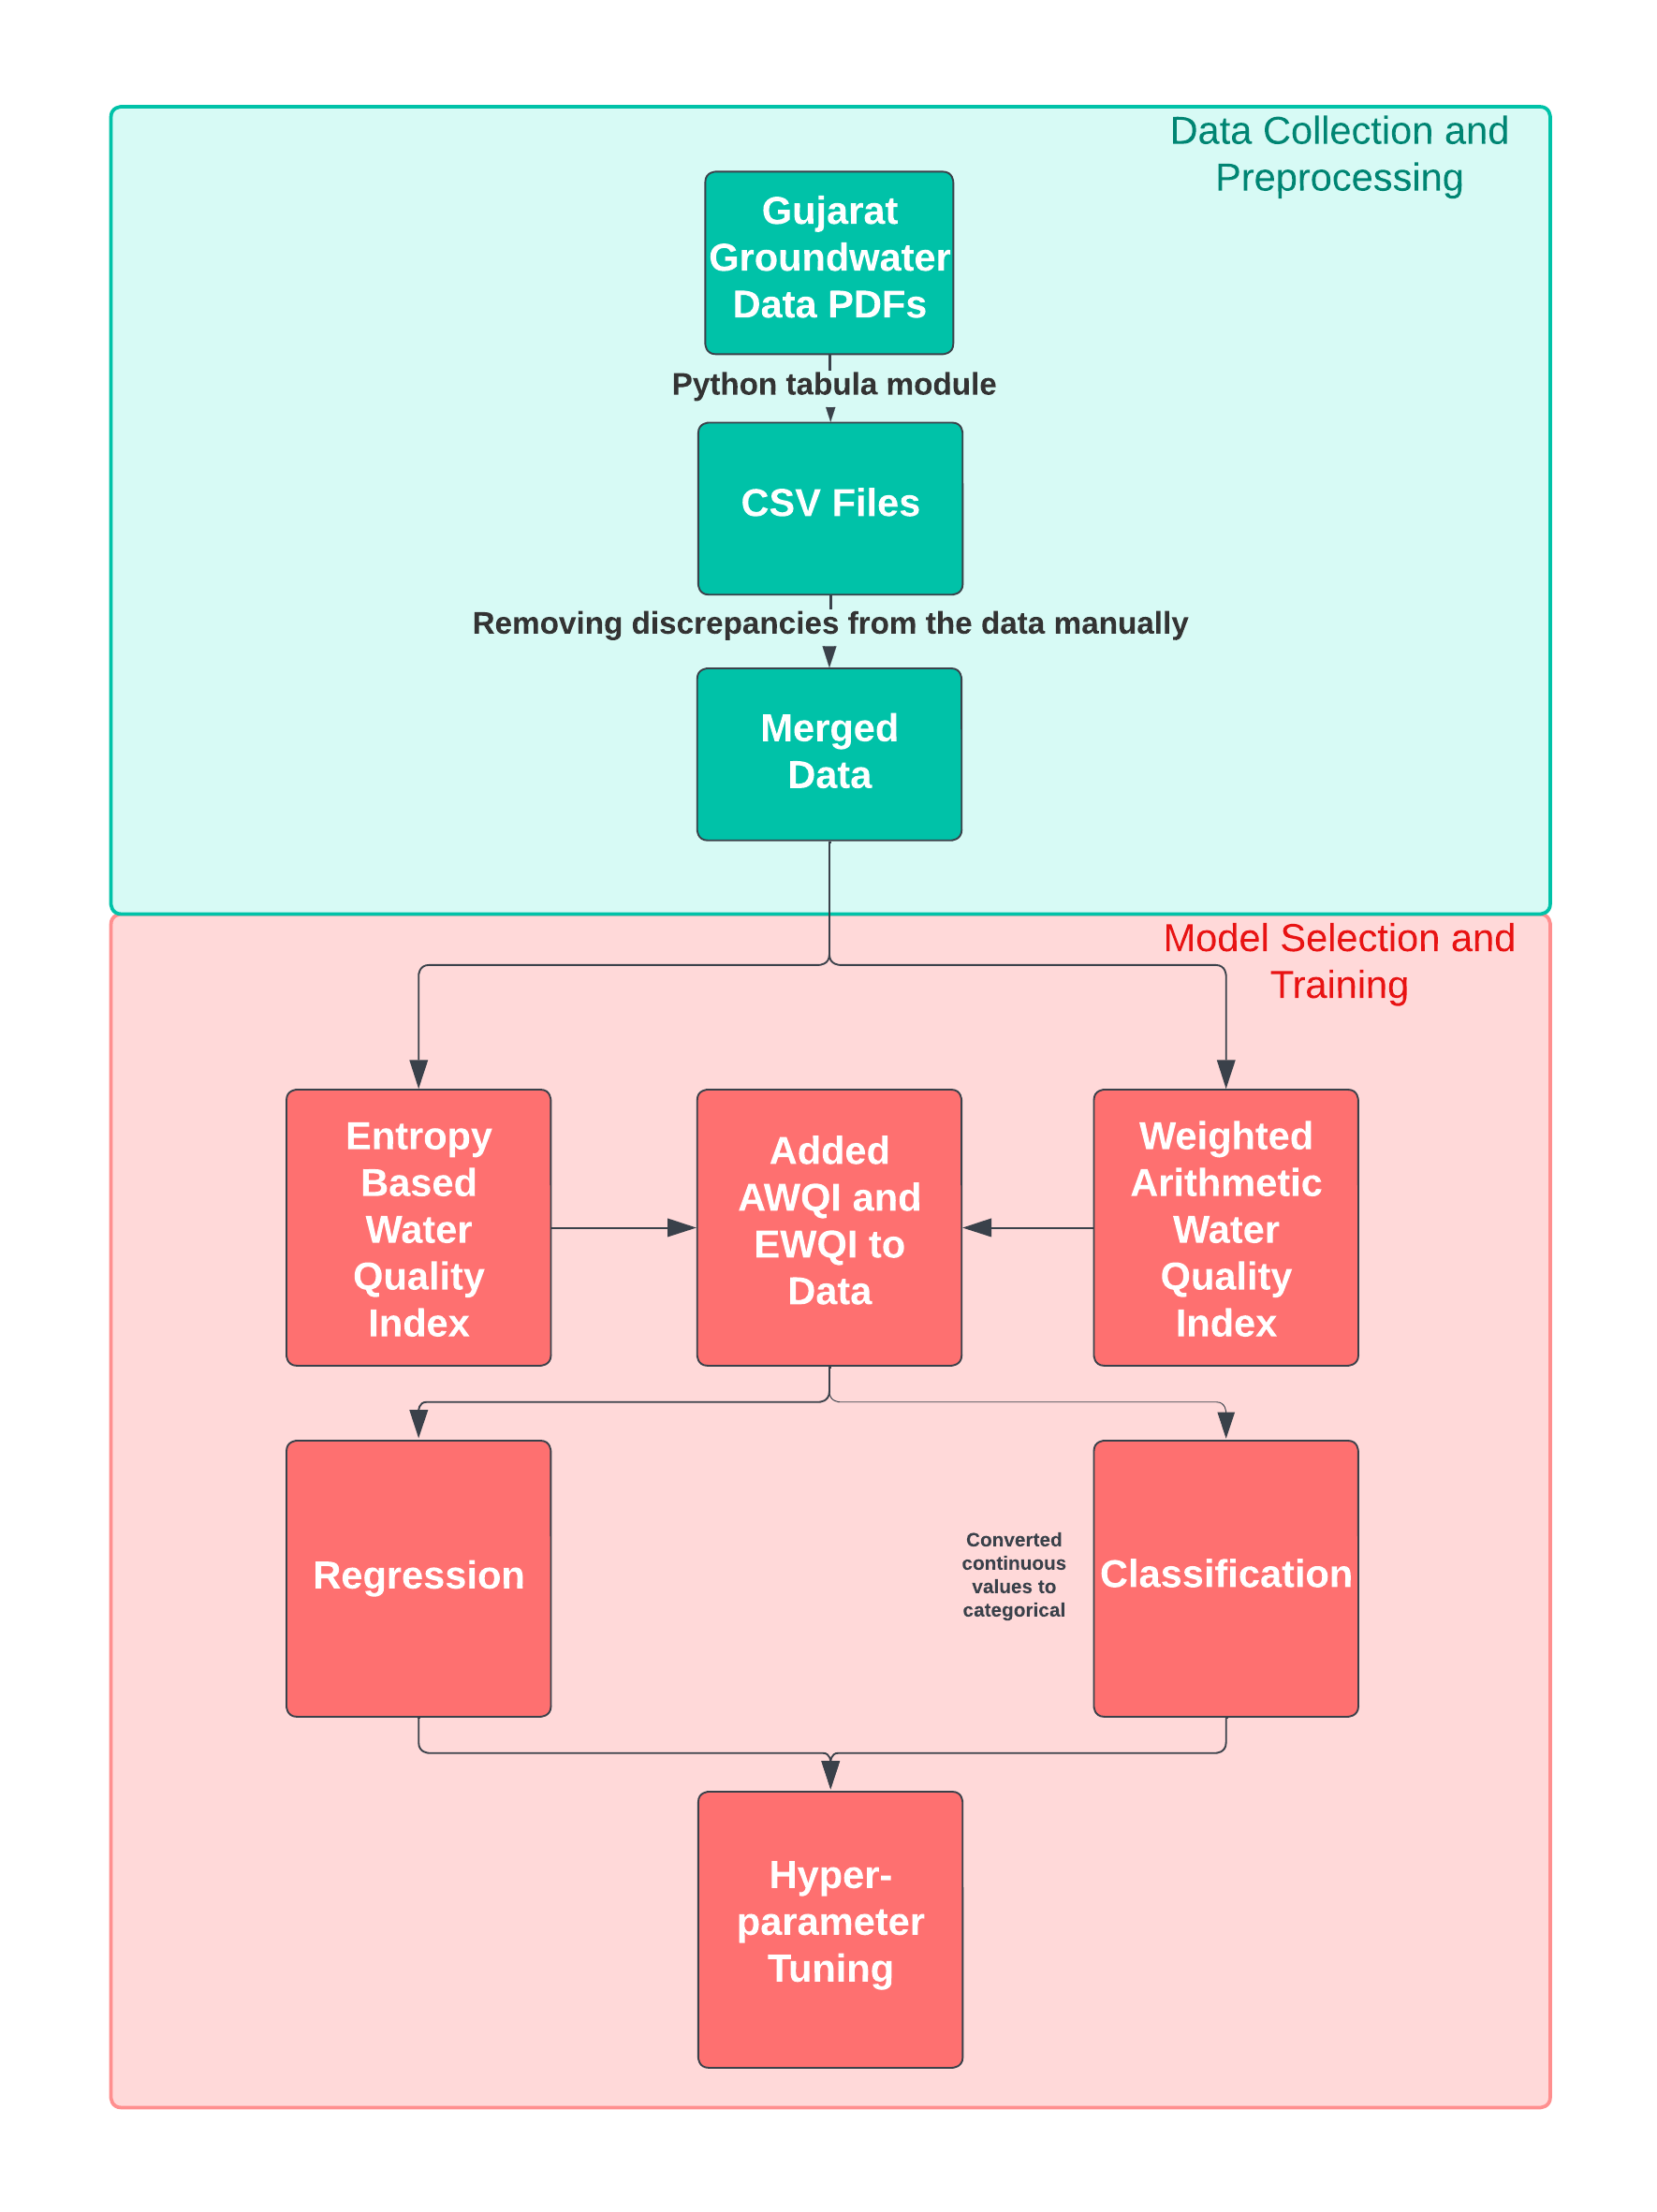 Data Collection and
Preprocessing
Gujarat
Groundwater
Data PDFs
Python tabula module
CSV Files
Removing discrepancies from the data manually
Merged
Data
Model Selection and
Training
Entropy
Based
Water
Quality
Index
Added
AWQI and
EWQI to
Data
Weighted
Arithmetic
Water
Quality
Index
Regression
Converted
continuous
values to
categorical
Classification
Hyper-
parameter
Tuning